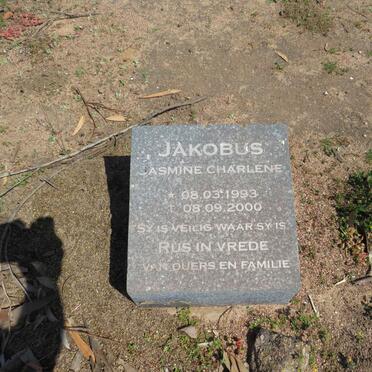 JAKOBUS
JASMINE CHARLENE
* 08.03.1993
† 08.09.2000
SY IS VEILIG WAAR SY IS
RUS IN VREDE
VAN OUERS EN FAMILIE